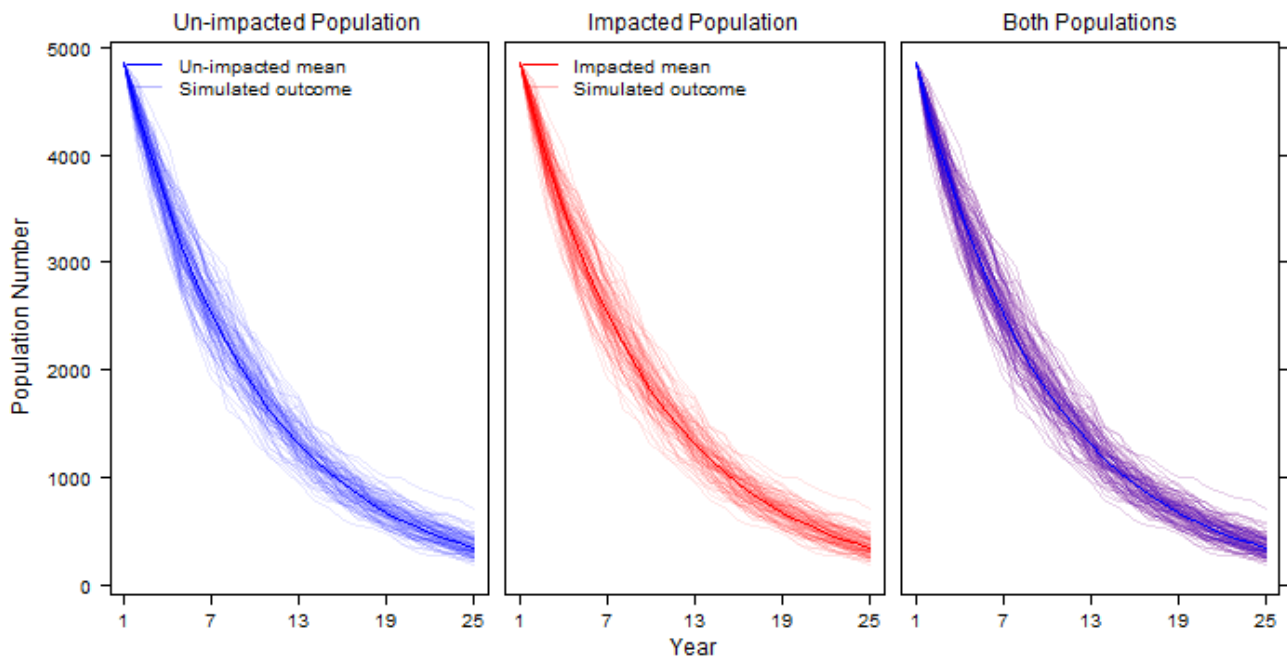 Un-impacted Population
Impacted Population
Both Populations
Un-impacted mean
Simulated outcome
Impacted mean
Simulated outcome
Population Number
5000
4000
3000
2000
1000
0
1 7 13 19 25
1 7 13 19 25
1 7 13 19 25
Year